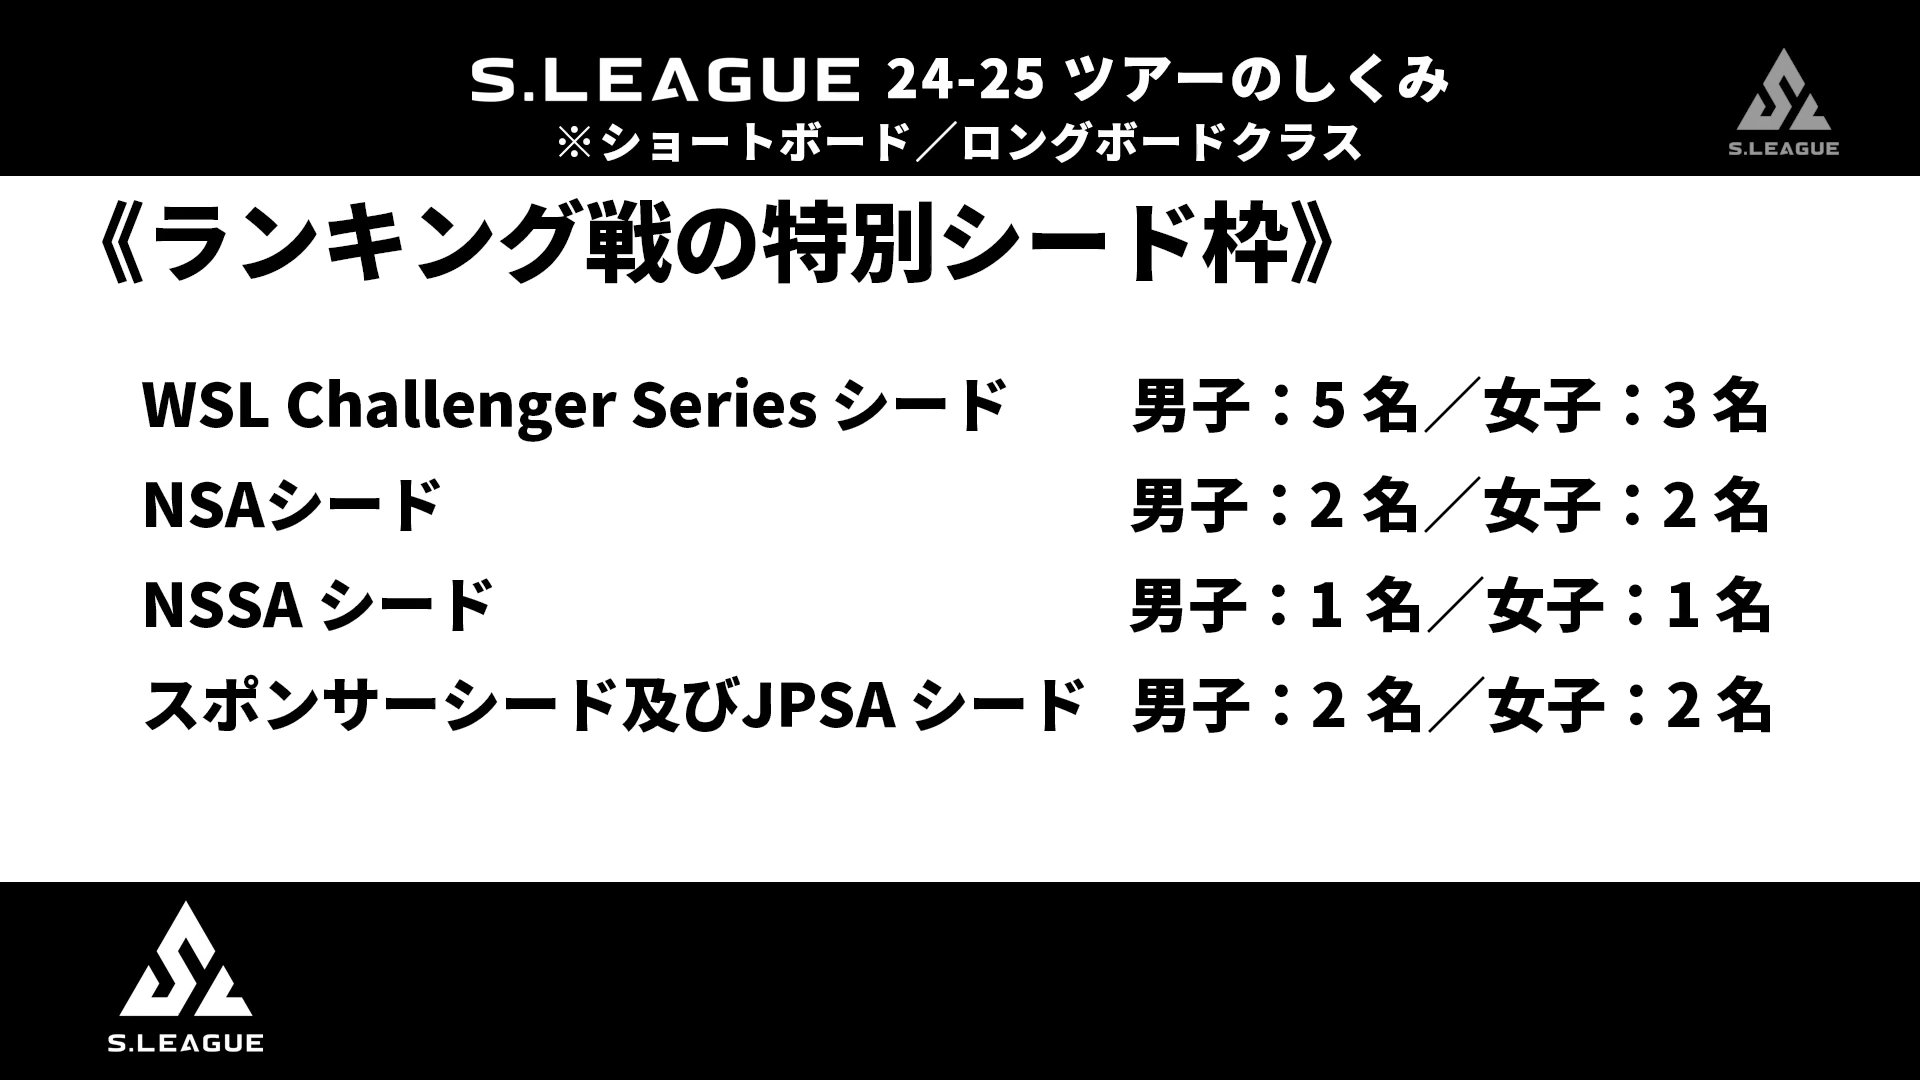 S.LEAGUE 24-25 ツアーのしくみ
※ショートボード／ロングボードクラス
S.LEAGUE
《ランキング戦の特別シード枠》
WSL Challenger Series シード 男子：5 名／女子：3 名
NSAシード 男子：2 名／女子：2 名
NSSA シード 男子：1 名／女子：1 名
スポンサーシード及びJPSA シード 男子：2 名／女子：2 名
S.LEAGUE